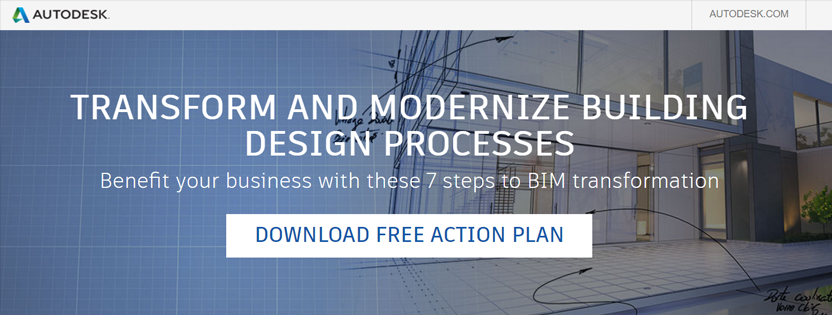 AUTODESK.
AUTODESK.COM
TRANSFORM AND MODERNIZE BUILDING
DESIGN PROCESSES
Benefit your business with these 7 steps to BIM transformation
DOWNLOAD FREE ACTION PLAN